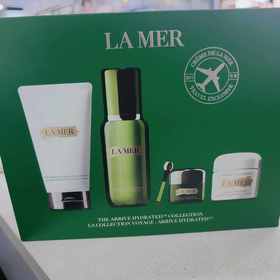 LA MER
CRÈME DE LA MER
TRAVEL EXCLUSIVE
LA MER
LA MER
LA MER
THE ARRIVE HYDRATED™ COLLECTION
LA COLLECTION VOYAGE : ARRIVE HYDRATED™